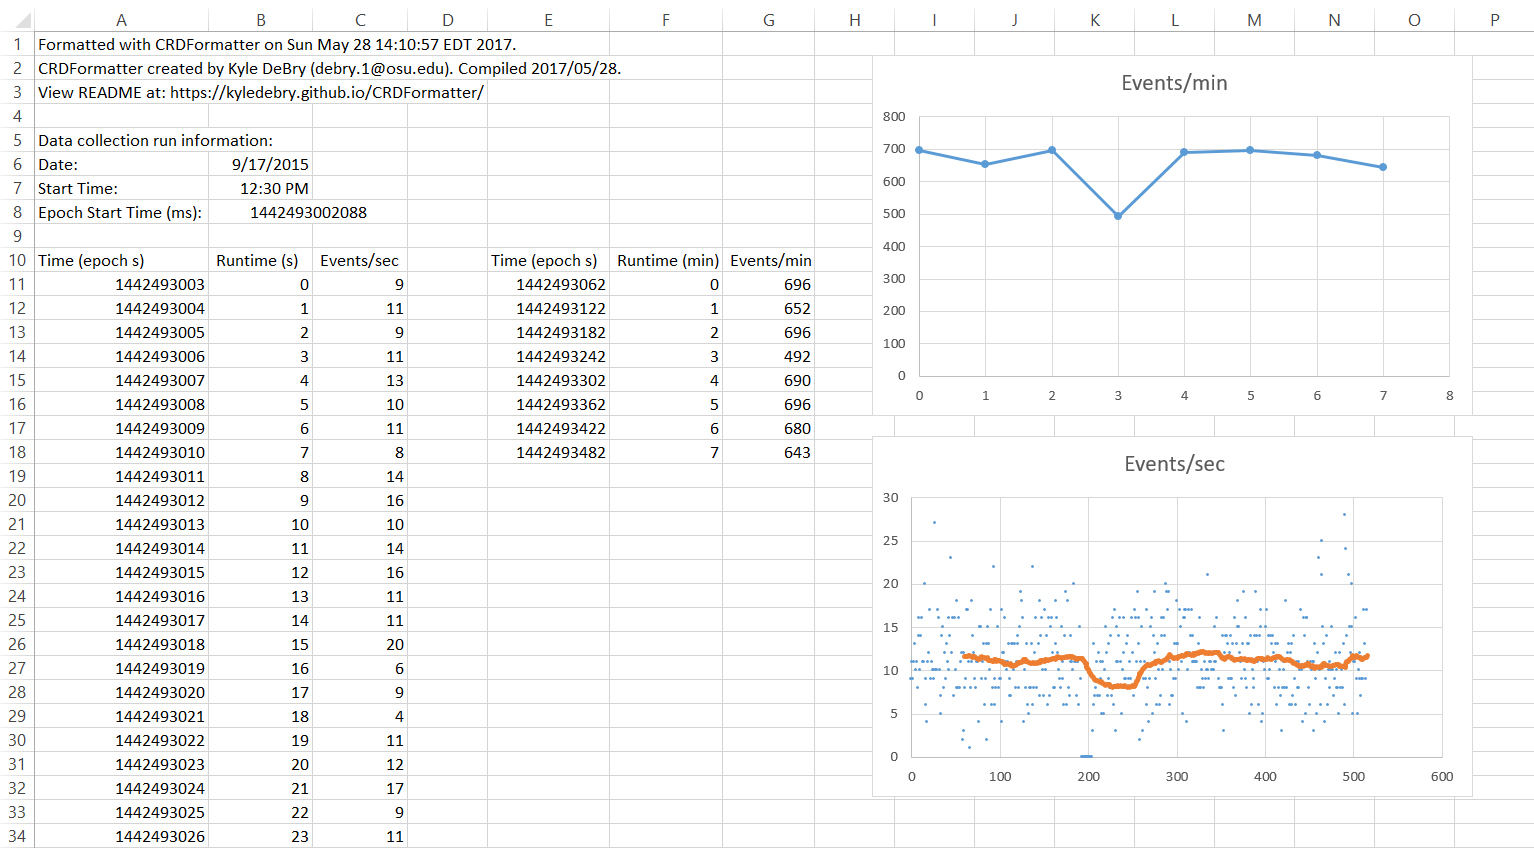 A B C D E F G H I J K L M N O P
1 Formatted with CRDFormatter on Sun May 28 14:10:57 EDT 2017.
2 CRDFormatter created by Kyle DeBry (debry.1@osu.edu). Compiled 2017/05/28.
3 View README at: https://kyledebry.github.io/CRDFormatter/
4
5 Data collection run information:
6 Date: 9/17/2015
7 Start Time: 12:30 PM
8 Epoch Start Time (ms): 1442493002088
9
10 Time (epoch s) Runtime (s) Events/sec Time (epoch s) Runtime (min) Events/min
11 1442493003 0 9 1442493062 0 696
12 1442493004 1 11 1442493122 1 652
13 1442493005 2 9 1442493182 2 696
14 1442493006 3 11 1442493242 3 492
15 1442493007 4 13 1442493302 4 690
16 1442493008 5 10 1442493362 5 696
17 1442493009 6 11 1442493422 6 680
18 1442493010 7 8 1442493482 7 643
19 1442493011 8 14
20 1442493012 9 16
21 1442493013 10 10
22 1442493014 11 14
23 1442493015 12 16
24 1442493016 13 11
25 1442493017 14 11
26 1442493018 15 20
27 1442493019 16 6
28 1442493020 17 9
29 1442493021 18 4
30 1442493022 19 11
31 1442493023 20 12
32 1442493024 21 17
33 1442493025 22 9
34 1442493026 23 11
Events/min
800
700
600
500
400
300
200
100
0
0 1 2 3 4 5 6 7 8
Events/sec
30
25
20
15
10
5
0
0 100 200 300 400 500 600